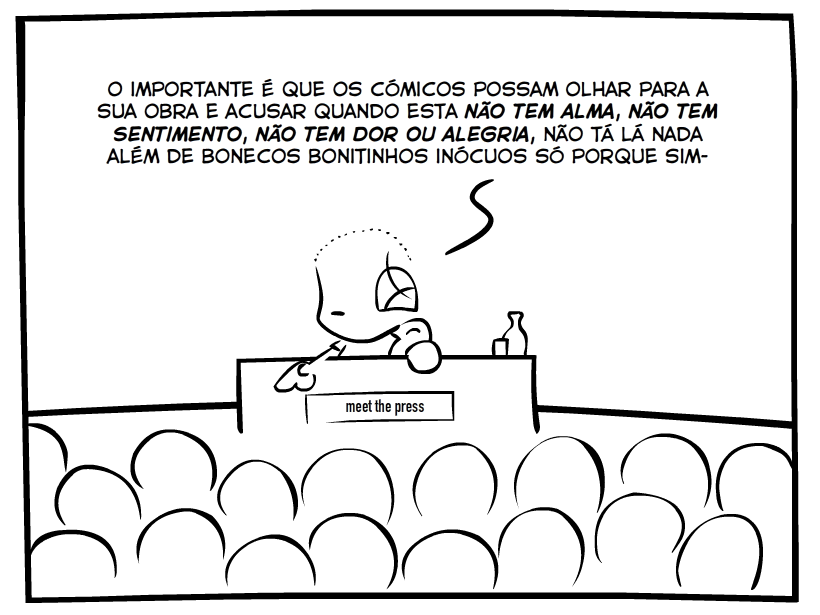 O IMPORTANTE É QUE OS CÓMICOS POSSAM OLHAR PARA A
SUA OBRA E ACUSAR QUANDO ESTA NÃO TEM ALMA, NÃO TEM
SENTIMENTO, NÃO TEM DOR OU ALEGRIA, NÃO TÁ LÁ NADA
ALÉM DE BONECOS BONITINHOS INÓCUOS SÓ PORQUE SIM-
meet the press